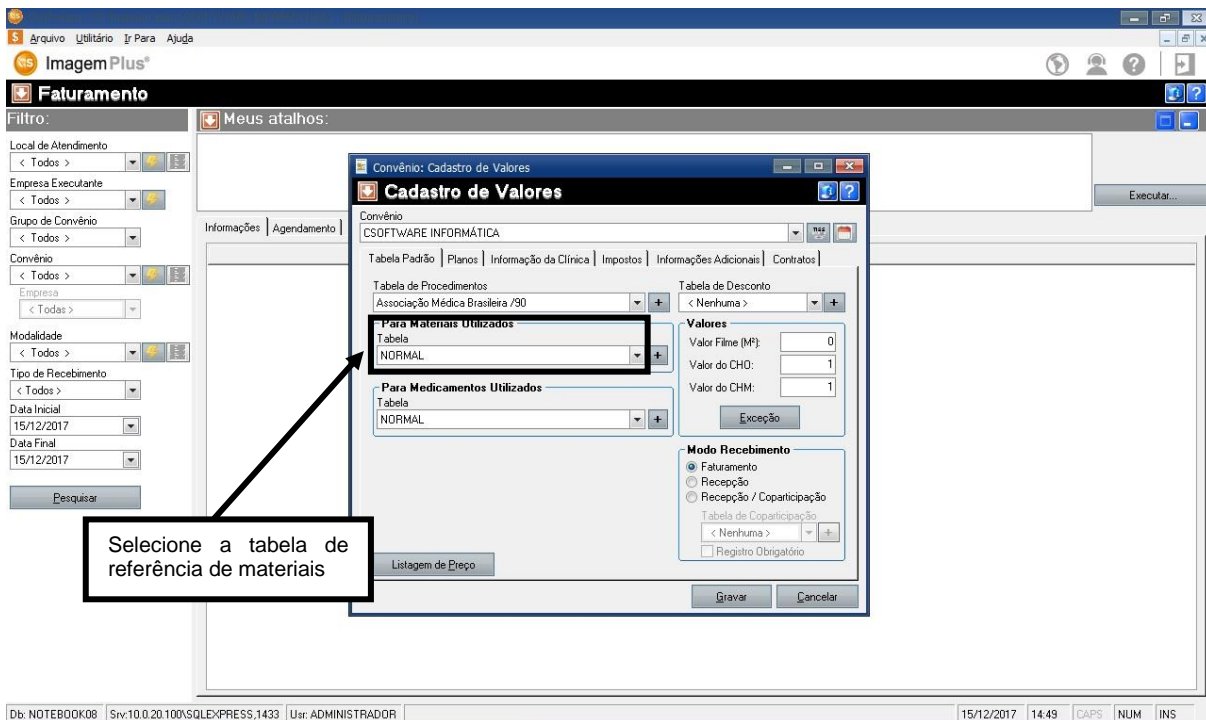 Arquivo Utilitário Ir Para Ajuda
ImagemPlus®
Faturamento
Filtro:
Meus atalhos:
Local de Atendimento
< Todos >
Empresa Executante
< Todos >
Grupo de Convênio
< Todos >
Convênio
< Todos >
Empresa
< Todas >
Modalidade
< Todos >
Tipo de Recebimento
< Todos >
Data Inicial
15/12/2017
Data Final
15/12/2017
Pesquisar
Executar...
Informações Agendamento
Convênio: Cadastro de Valores
Cadastro de Valores
Convênio
CSOFTWARE INFORMÁTICA
Tabela Padrão Planos Informação da Clínica Impostos Informações Adicionais Contratos
Tabela de Procedimentos
Associação Médica Brasileira /90
Tabela de Desconto
< Nenhuma >
Para Materiais Utilizados
Tabela
NORMAL
Para Medicamentos Utilizados
Tabela
NORMAL
Valores
Valor Filme (M²): 0
Valor do CHO: 1
Valor do CHM: 1
Exceção
Modo Recebimento
Faturamento
Recepção
Recepção / Coparticipação
Tabela de Coparticipação
< Nenhuma >
Registro Obrigatório
Listagem de Preço
Gravar Cancelar
Selecione a tabela de
referência de materiais
Db: NOTEBOOK08 Srv:10.0.20.100\SQLEXPRESS,1433 Usr: ADMINISTRADOR 15/12/2017 14:49 CAPS NUM INS